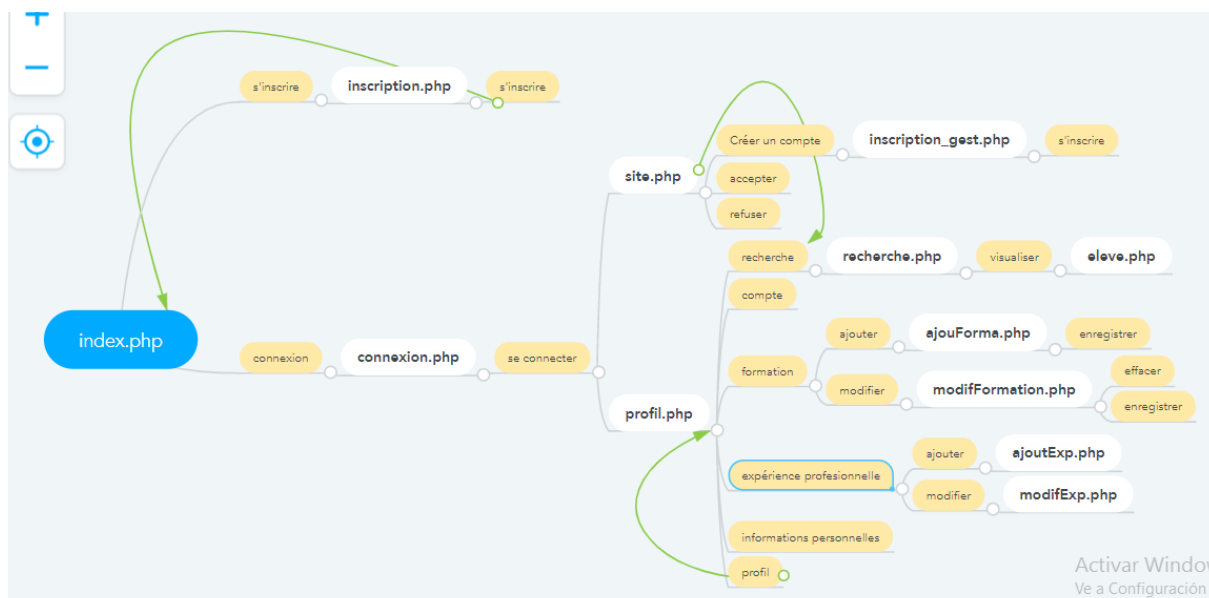 s'inscrire
inscription.php
s'inscrire
Créer un compte
inscription_gest.php
s'inscrire
site.php
accepter
refuser
recherche
recherche.php
visualiser
eleve.php
compte
index.php
connexion
connexion.php
se connecter
ajouter
ajouForma.php
enregistrer
formation
modifier
modifFormation.php
effacer
enregistrer
profil.php
expérience profesionnelle
ajouter
ajoutExp.php
modifier
modifExp.php
informations personnelles
profil
Activar Window
Ve a Configuración